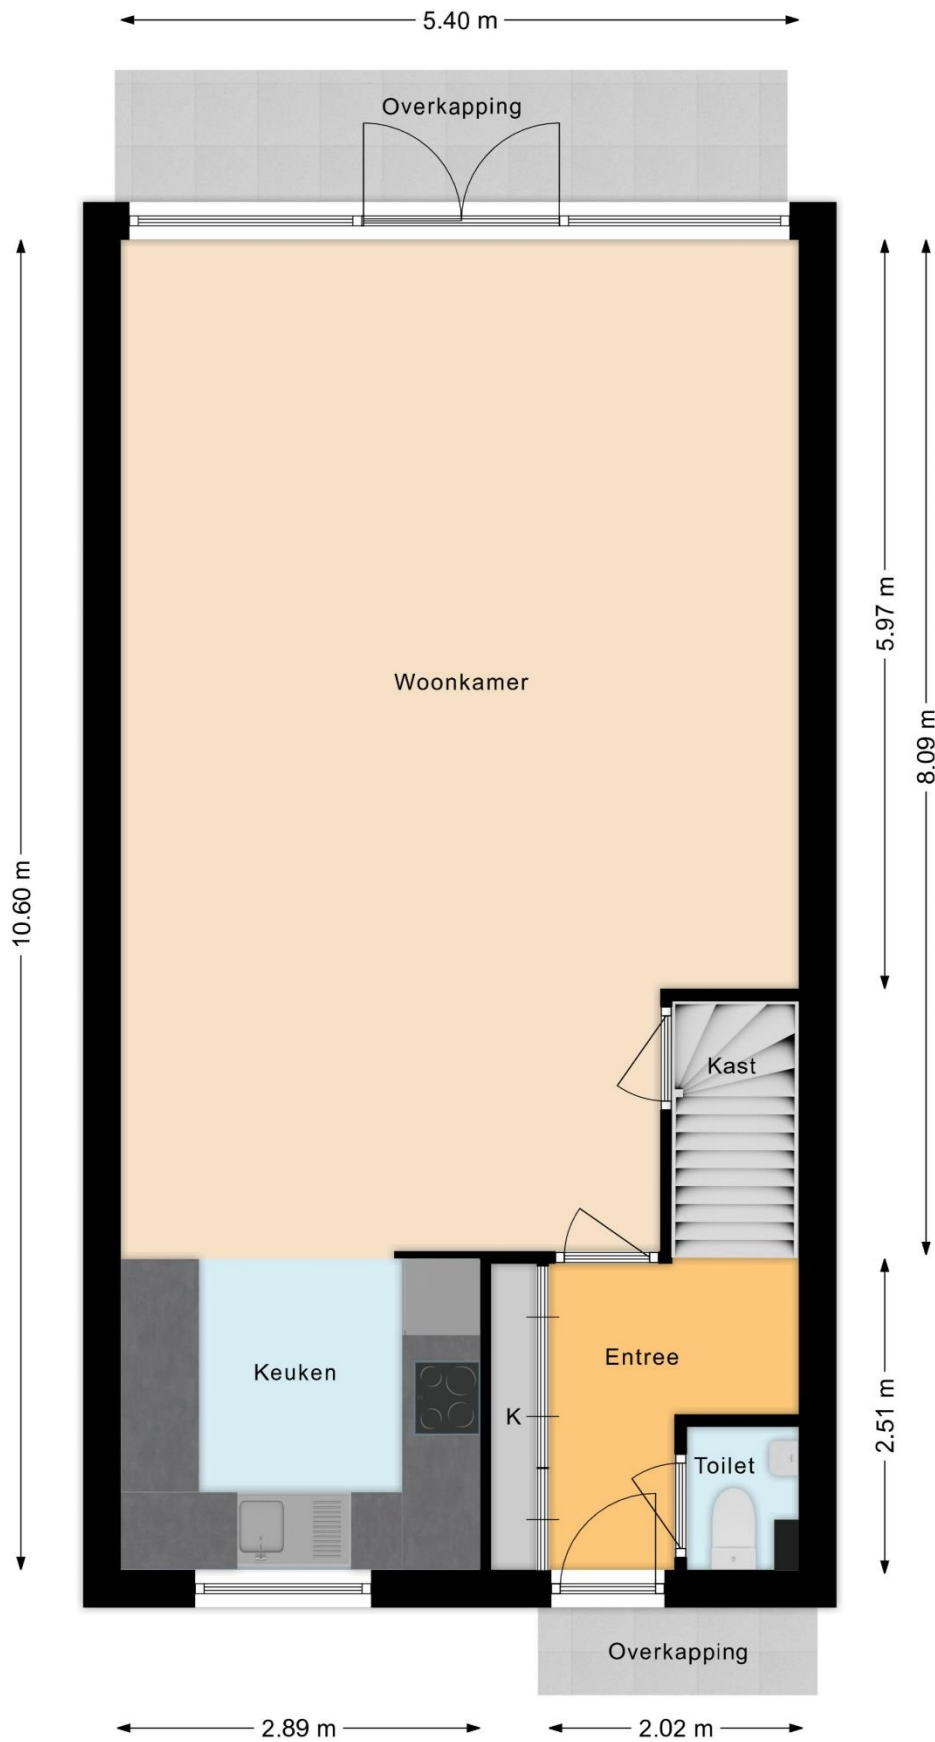 5.40 m
Overkapping
5.97 m
Woonkamer
8.09 m
10.60 m
Kast
Entree
Keuken
K
2.51 m
Toilet
Overkapping
2.89 m
2.02 m